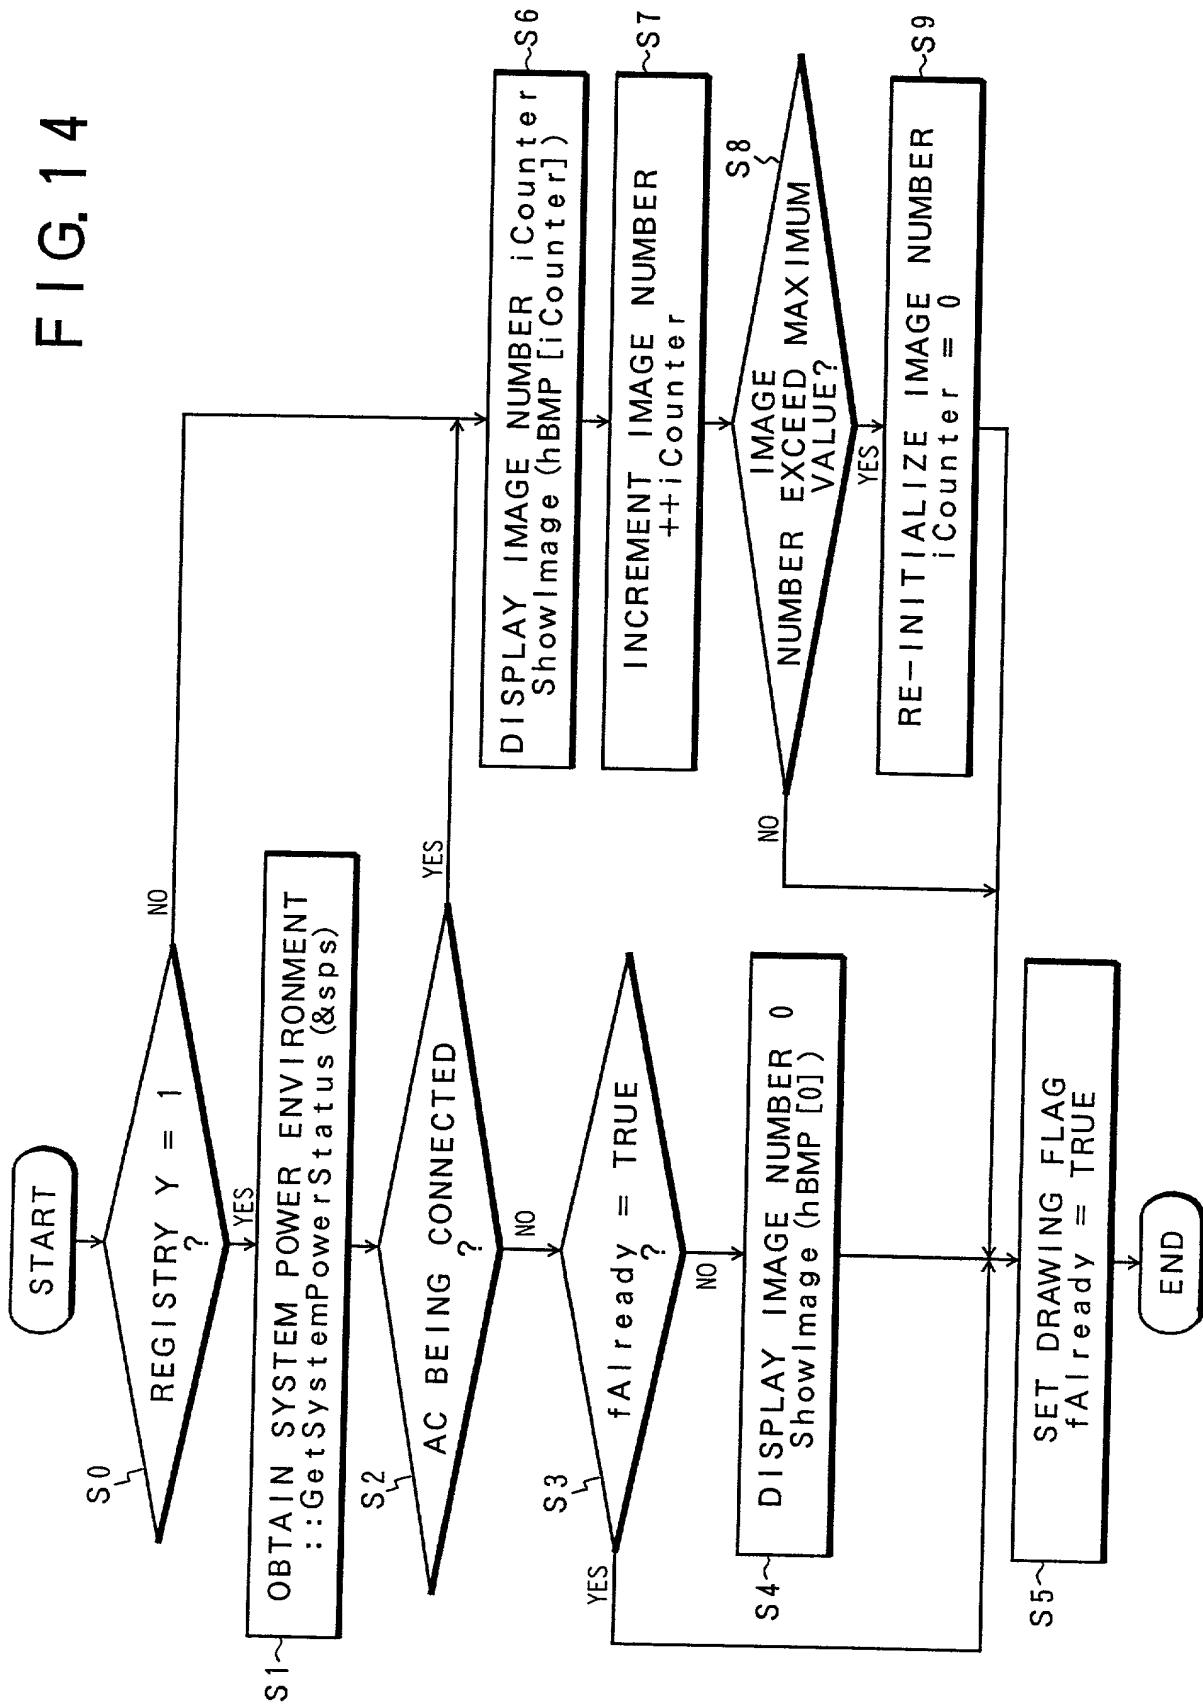 FIG.14
START
S0
REGISTRY Y = 1
?
NO
YES
S1
OBTAIN SYSTEM POWER ENVIRONMENT
::GetSystemPowerStatus (&sps)
S2
AC BEING CONNECTED
?
YES
NO
S3
fAlready = TRUE
?
YES
NO
S4
DISPLAY IMAGE NUMBER 0
ShowImage (hBMP [0])
S5
SET DRAWING FLAG
fAlready = TRUE
END
DISPLAY IMAGE NUMBER iCounter
ShowImage (hBMP [iCounter])
S6
INCREMENT IMAGE NUMBER
++iCounter
S7
S8
IMAGE
NUMBER EXCEED MAXIMUM
VALUE?
NO
YES
RE-INITIALIZE IMAGE NUMBER
iCounter = 0
S9